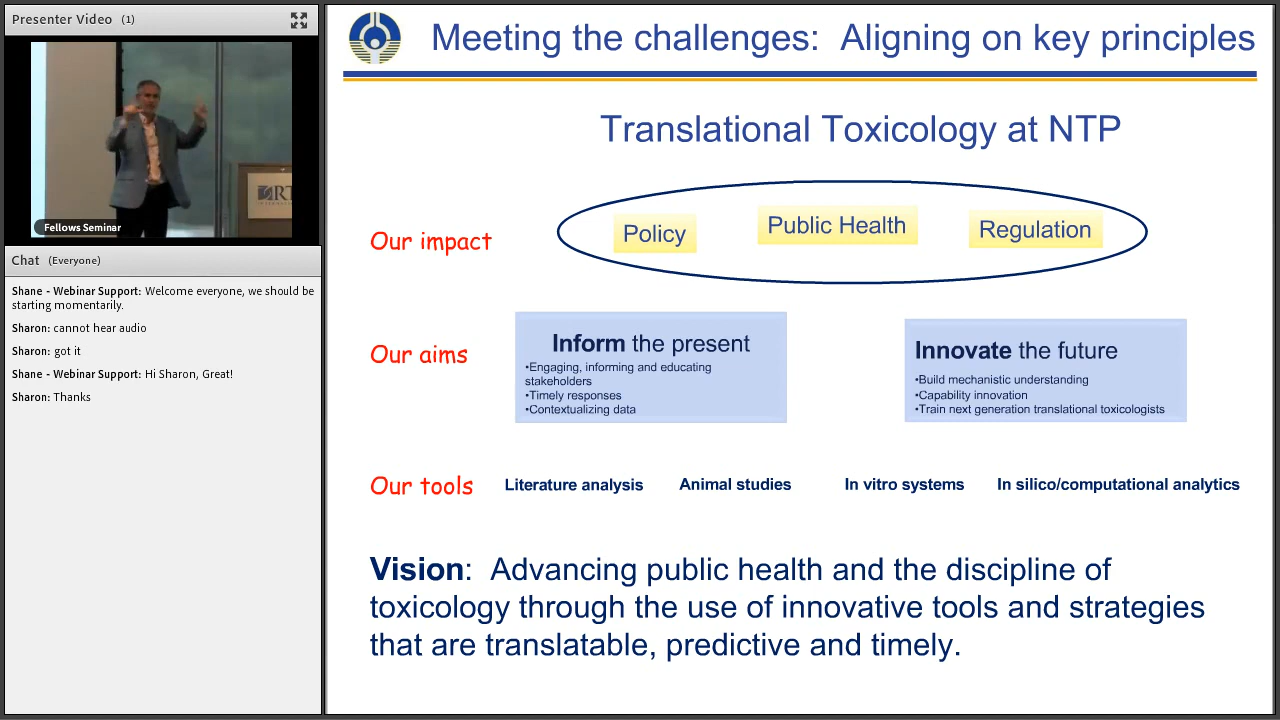 Presenter Video (1)
Fellows Seminar
Chat (Everyone)
Shane - Webinar Support: Welcome everyone, we should be
starting momentarily.
Sharon: cannot hear audio
Sharon: got it
Shane - Webinar Support: Hi Sharon, Great!
Sharon: Thanks
Meeting the challenges: Aligning on key principles
Translational Toxicology at NTP
Our impact
Policy
Public Health
Regulation
Our aims
Inform the present
•Engaging, informing and educating
stakeholders
•Timely responses
•Contextualizing data
Innovate the future
•Build mechanistic understanding
•Capability innovation
•Train next generation translational toxicologists
Our tools
Literature analysis
Animal studies
In vitro systems
In silico/computational analytics
Vision: Advancing public health and the discipline of
toxicology through the use of innovative tools and strategies
that are translatable, predictive and timely.